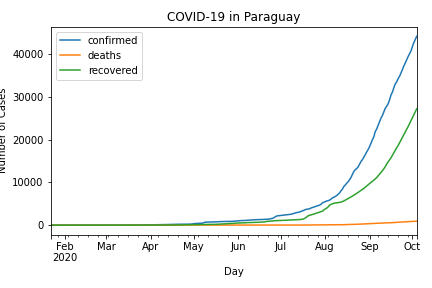 COVID-19 in Paraguay
confirmed
deaths
recovered
Number of Cases
40000
30000
20000
10000
0
Feb Mar Apr May Jun Jul Aug Sep Oct
2020
Day